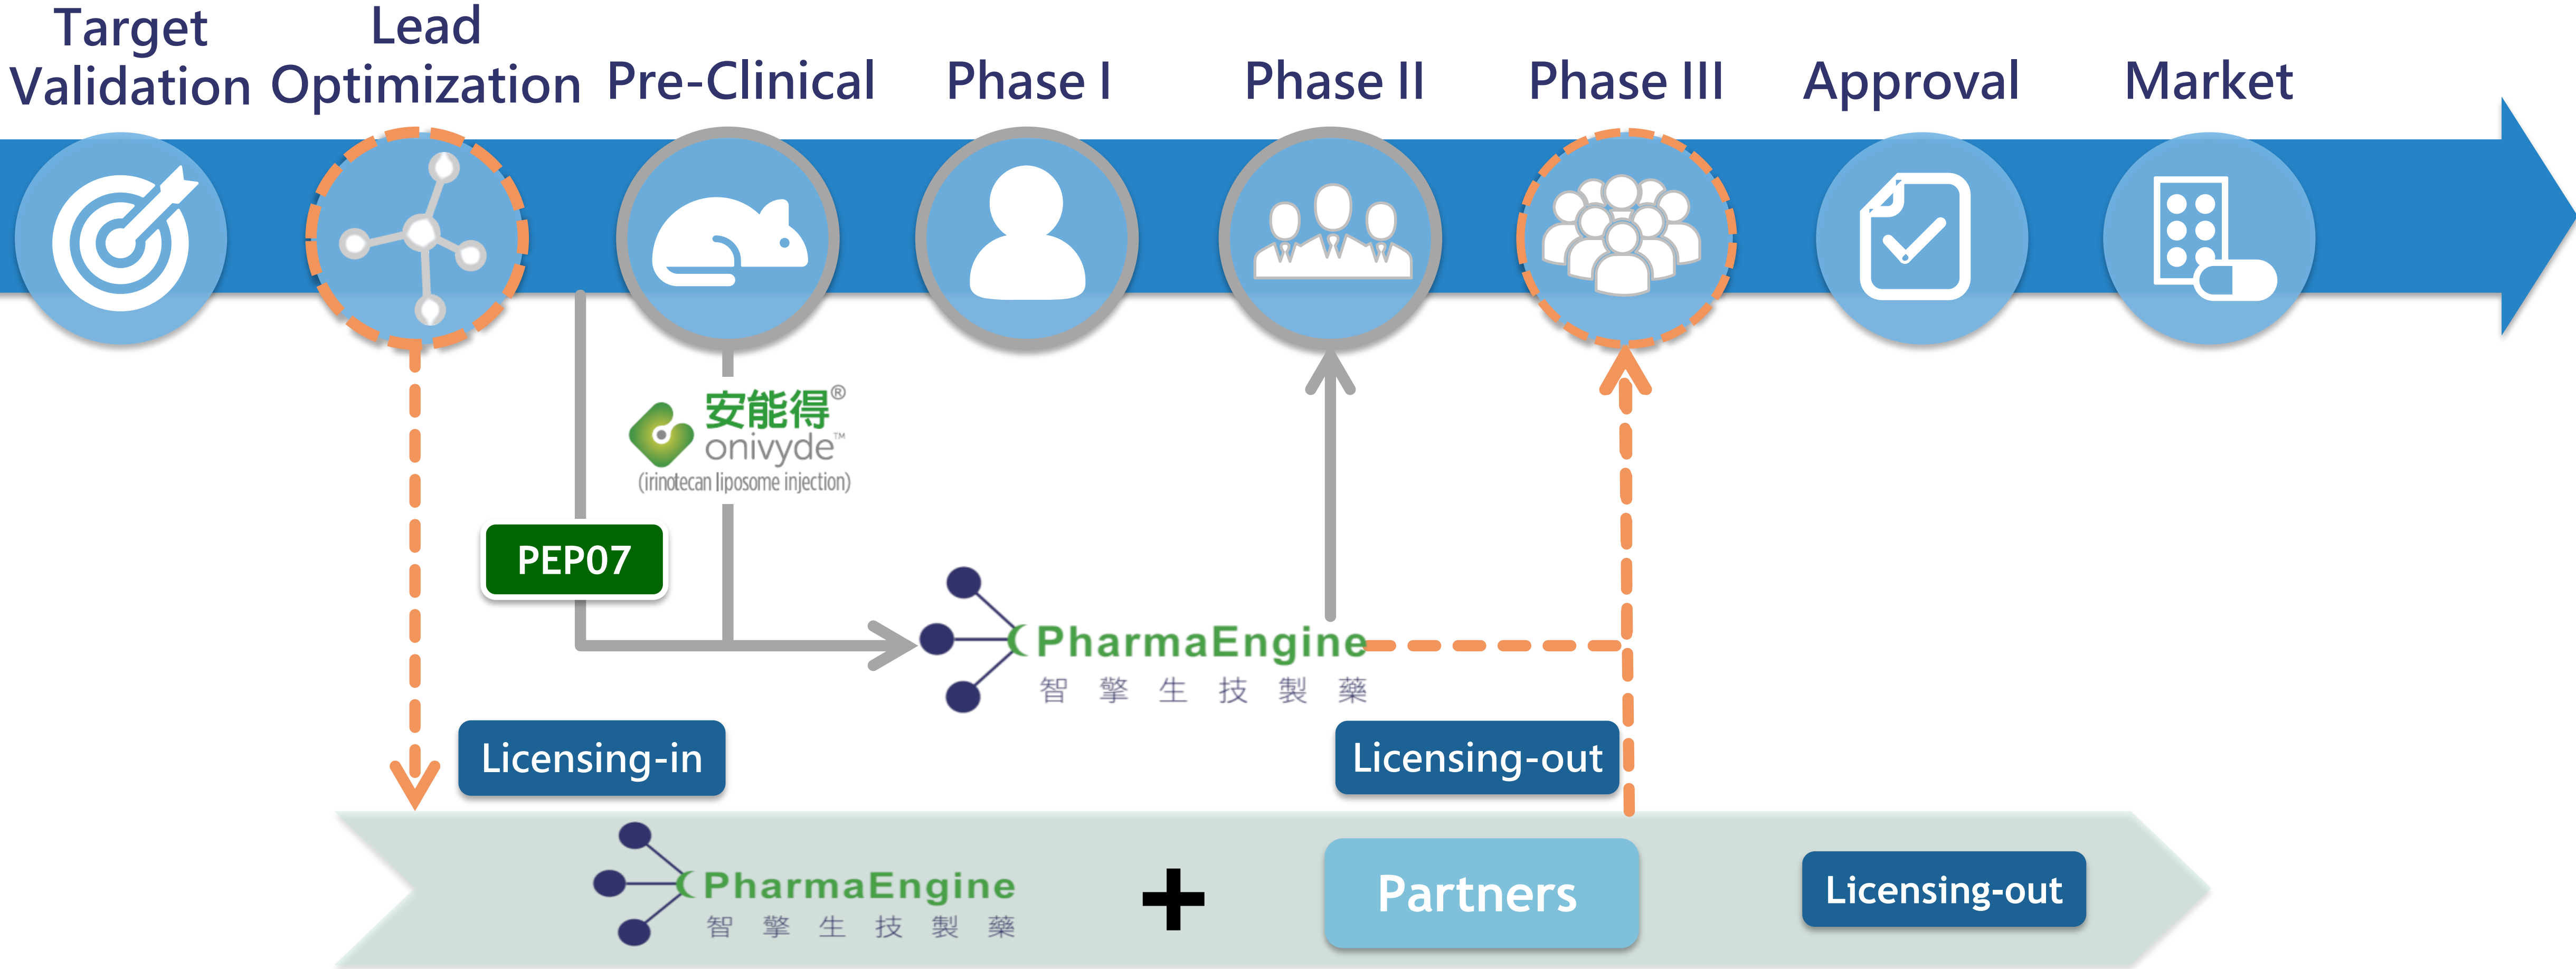 Target
Validation
Lead
Optimization
Pre-Clinical
Phase I
Phase II
Phase III
Approval
Market
安能得®
onivyde™
(irinotecan liposome injection)
PEP07
PharmaEngine
智擎生技製藥
Licensing-in
Licensing-out
PharmaEngine
智擎生技製藥
+
Partners
Licensing-out